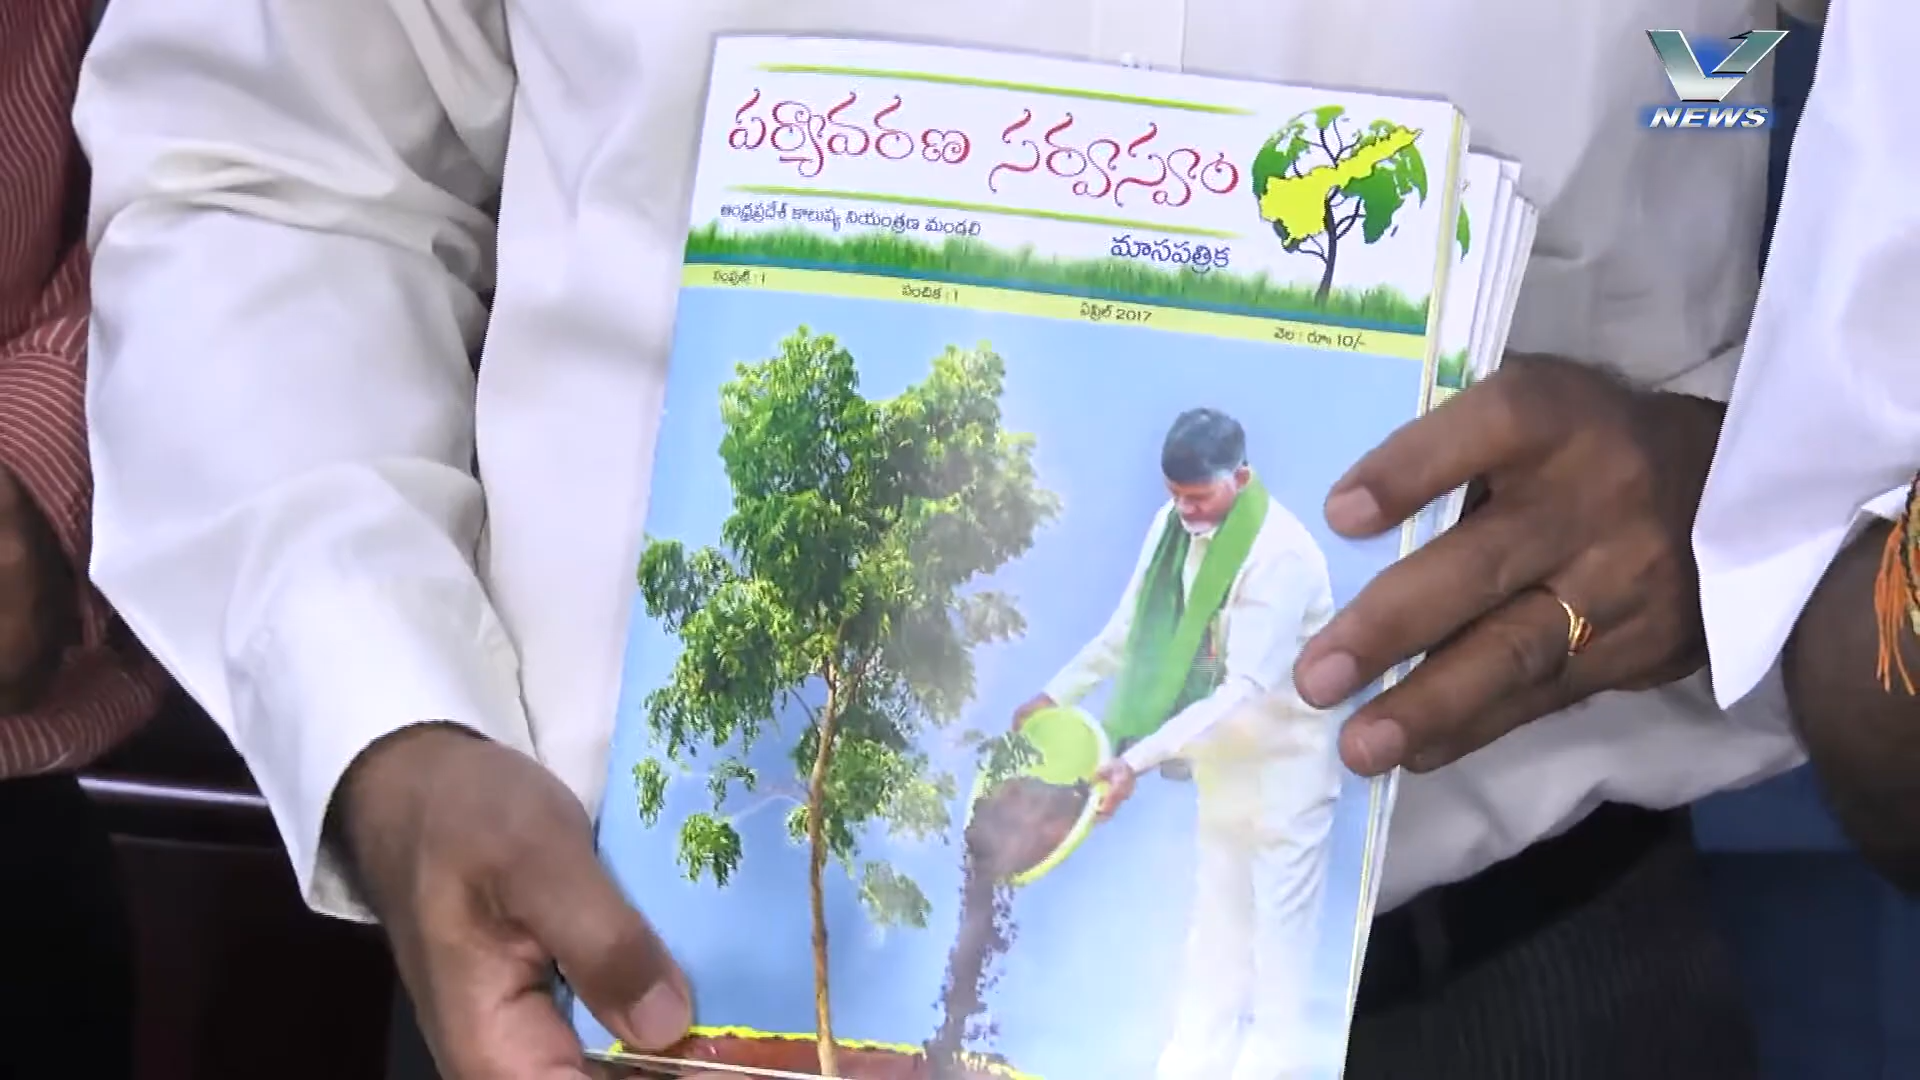 పర్యావరణ సర్వస్వం
ఆంధ్రప్రదేశ్ కాలుష్య నియంత్రణ మండలి
మాసపత్రిక
సంపుటి : 1 సంచిక : 1 ఏప్రిల్ 2017 వెల : రూ॥ 10/-
V NEWS